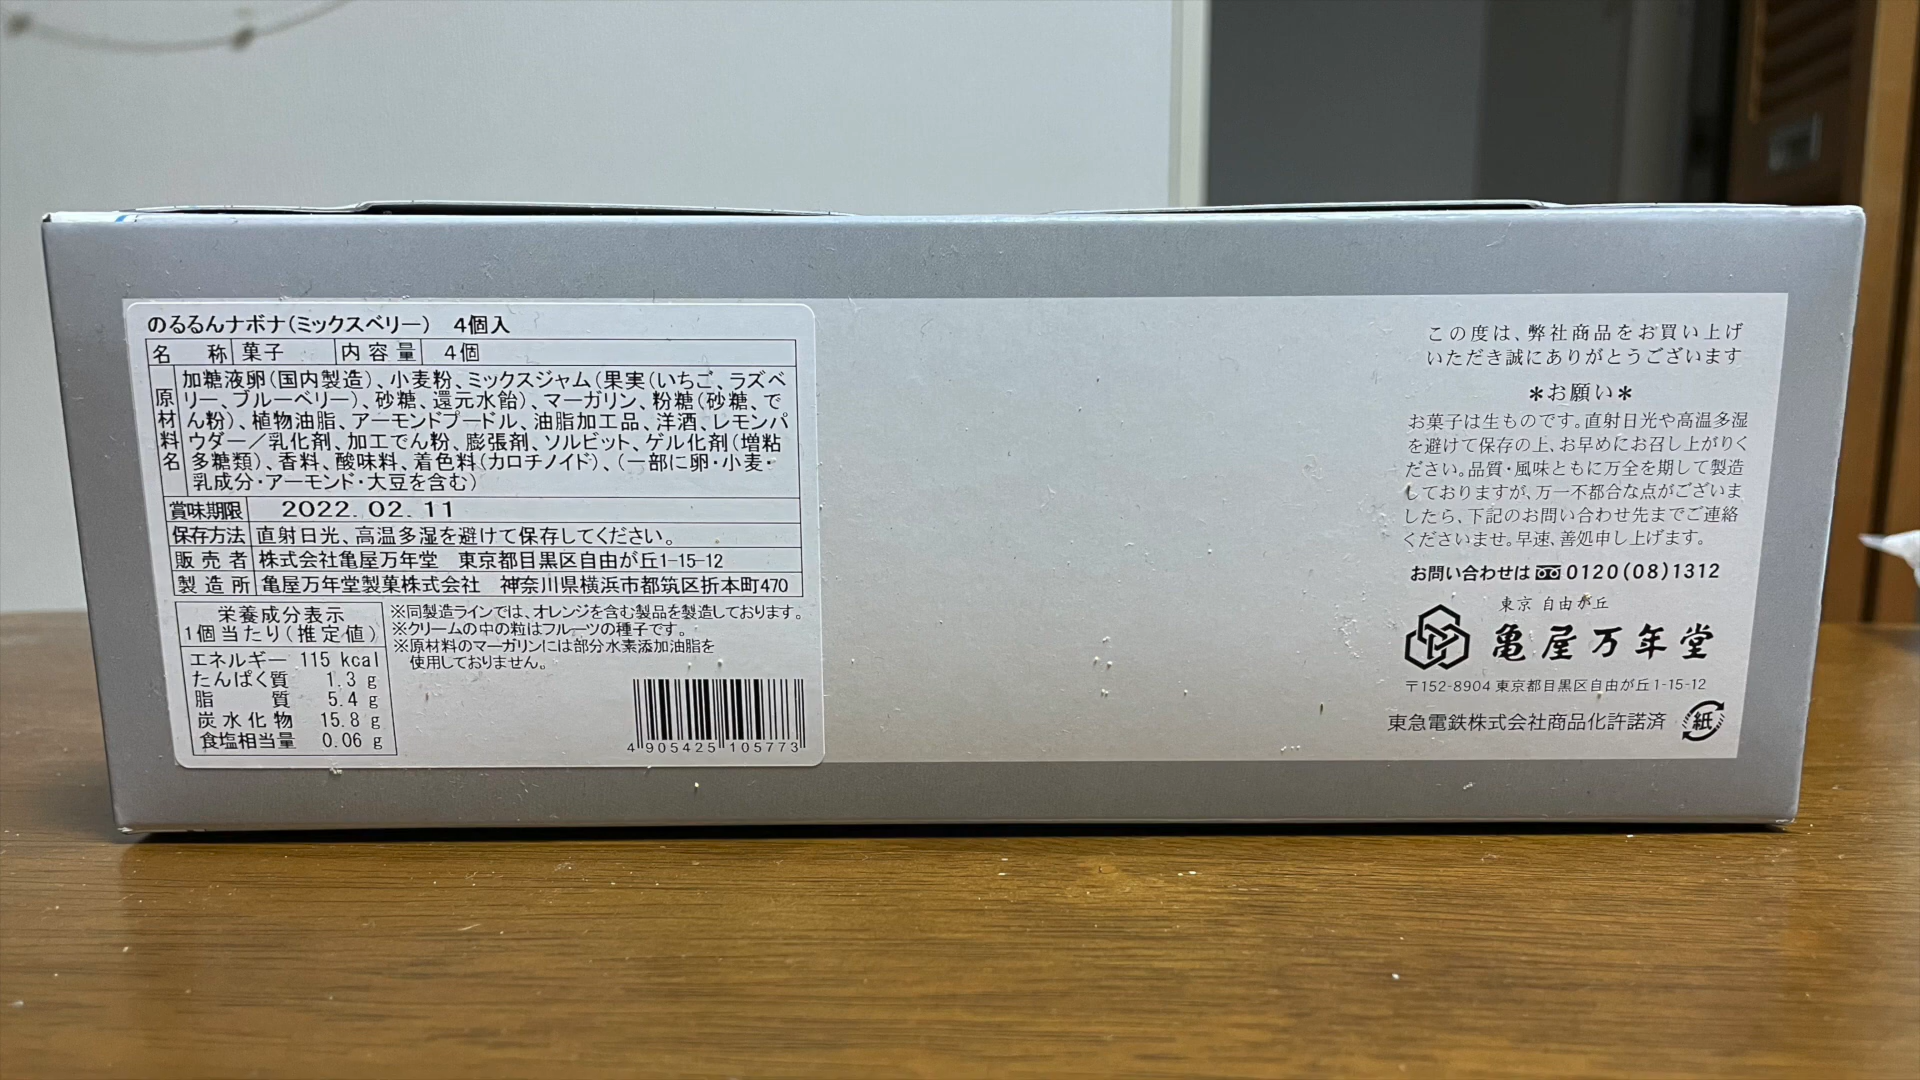 のるるんナボナ(ミックスベリー) 4個入
名称 菓子 内容量 4個
原材料名
加糖液卵(国内製造)、小麦粉、ミックスジャム(果実(いちご、ラズベ
リー、ブルーベリー)、砂糖、還元水飴)、マーガリン、粉糖(砂糖、で
ん粉)、植物油脂、アーモンドプードル、油脂加工品、洋酒、レモンパ
ウダー/乳化剤、加工でん粉、膨張剤、ソルビット、ゲル化剤(増粘
多糖類)、香料、酸味料、着色料(カロチノイド)、(一部に卵・小麦・
乳成分・アーモンド・大豆を含む)
賞味期限 2022.02.11
保存方法 直射日光、高温多湿を避けて保存してください。
販売者 株式会社亀屋万年堂 東京都目黒区自由が丘1-15-12
製造所 亀屋万年堂製菓株式会社 神奈川県横浜市都筑区折本町470
栄養成分表示
1個当たり(推定値)
エネルギー 115 kcal
たんぱく質 1.3 g
脂質 5.4 g
炭水化物 15.8 g
食塩相当量 0.06 g
※同製造ラインでは、オレンジを含む製品を製造しております。
※クリームの中の粒はフルーツの種子です。
※原材料のマーガリンには部分水素添加油脂を
使用しておりません。
4 905425 105773
この度は、弊社商品をお買い上げ
いただき誠にありがとうございます
＊お願い＊
お菓子は生ものです。直射日光や高温多湿
を避けて保存の上、お早めにお召し上がりく
ださい。品質・風味ともに万全を期して製造
しておりますが、万一不都合な点がございま
したら、下記のお問い合わせ先までご連絡
くださいませ。早速、善処申し上げます。
お問い合わせは 0120(08)1312
東京 自由が丘
亀屋万年堂
〒152-8904 東京都目黒区自由が丘1-15-12
東急電鉄株式会社商品化許諾済 紙